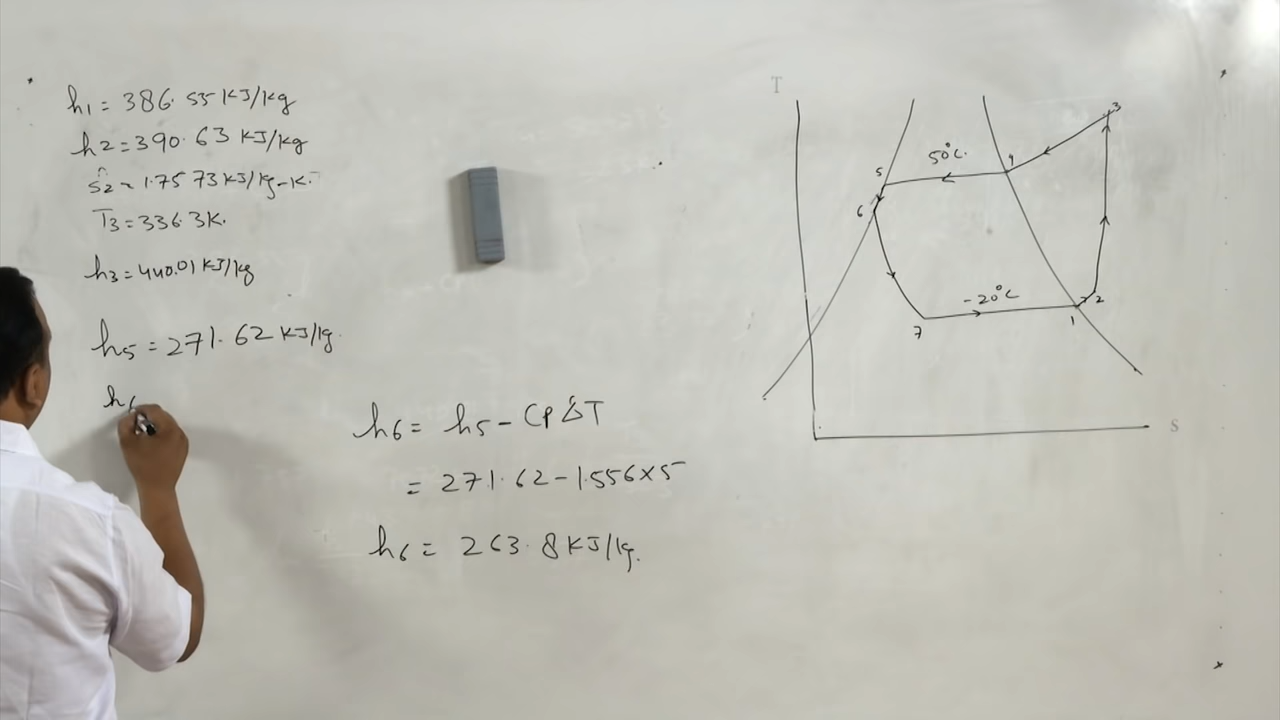 h1 = 386.55 KJ/kg
h2 = 390.63 KJ/kg
S2 = 1.7573 KJ/kg-K.
T3 = 336.3K.
h3 = 440.01 KJ/kg
h5 = 271.62 KJ/kg.
h6
h6 = h5 - Cp ΔT
= 271.62 - 1.556 x 5
h6 = 263.8 KJ/kg.
T
3
50°C.
4
5
6
-20°C
2
1
7
S